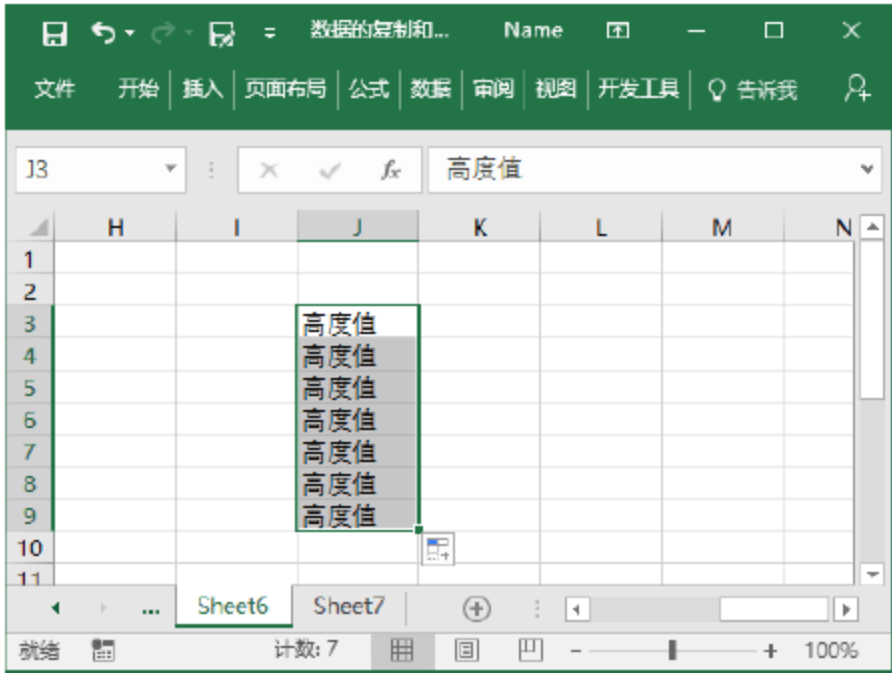 数据的复制和... Name
文件 开始 插入 页面布局 公式 数据 审阅 视图 开发工具 告诉我
J3 fx 高度值
H I J K L M N
1
2
3 高度值
4 高度值
5 高度值
6 高度值
7 高度值
8 高度值
9 高度值
10
11
... Sheet6 Sheet7
就绪 计数: 7 100%